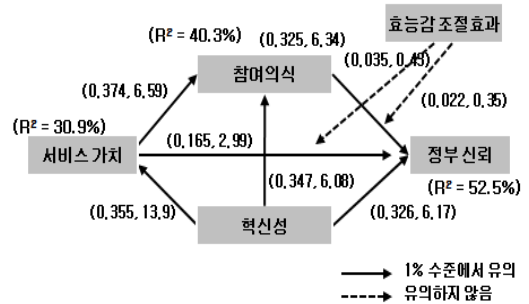 효능감 조절효과
(R² = 40.3%)
(0,325, 6,34)
(0,035, 0,49)
참여의식
(0,374, 6,59)
(0,022, 0,35)
(R² = 30.9%)
(0,165, 2,99)
서비스 가치
정부 신뢰
(0,347, 6,08)
(R² = 52.5%)
(0,355, 13,9)
(0,326, 6,17)
혁신성
1% 수준에서 유의
유의하지 않음